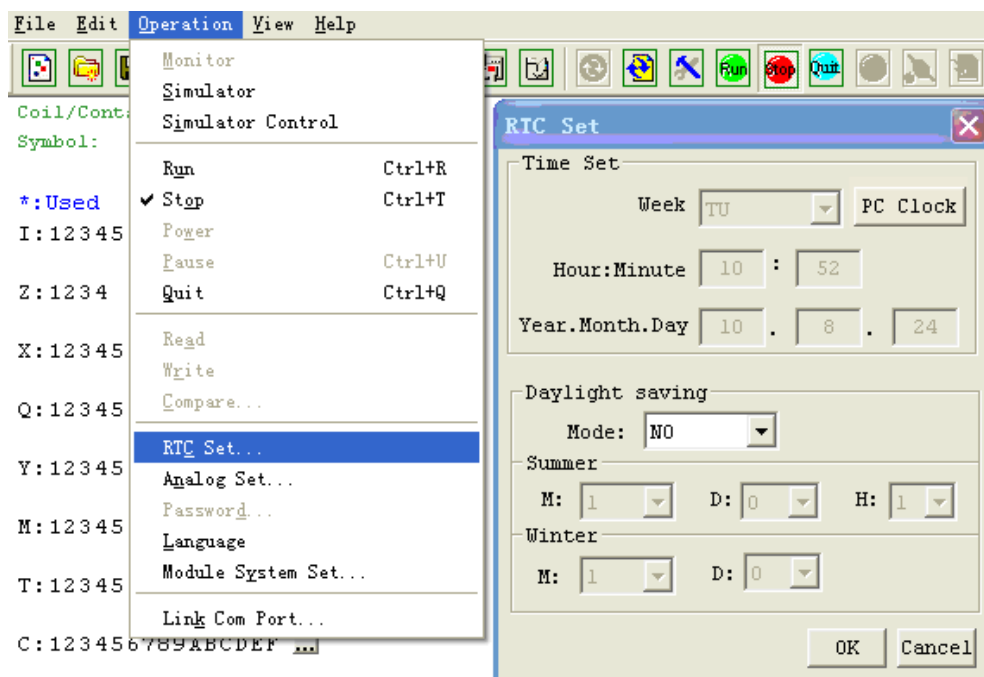 File Edit Operation View Help
Run Stop Quit
Monitor
Simulator
Simulator Control
Run Ctrl+R
Stop Ctrl+T
Power
Pause Ctrl+U
Quit Ctrl+Q
Read
Write
Compare...
RTC Set...
Analog Set...
Password...
Language
Module System Set...
Link Com Port...
Coil/Cont
Symbol:
*:Used
I:12345
Z:1234
X:12345
Q:12345
Y:12345
M:12345
T:12345
C:123456789ABCDEF ...
RTC Set
Time Set
Week TU PC Clock
Hour:Minute 10 : 52
Year.Month.Day 10 . 8 . 24
Daylight saving
Mode: NO
Summer
M: 1 D: 0 H: 1
Winter
M: 1 D: 0
OK Cancel